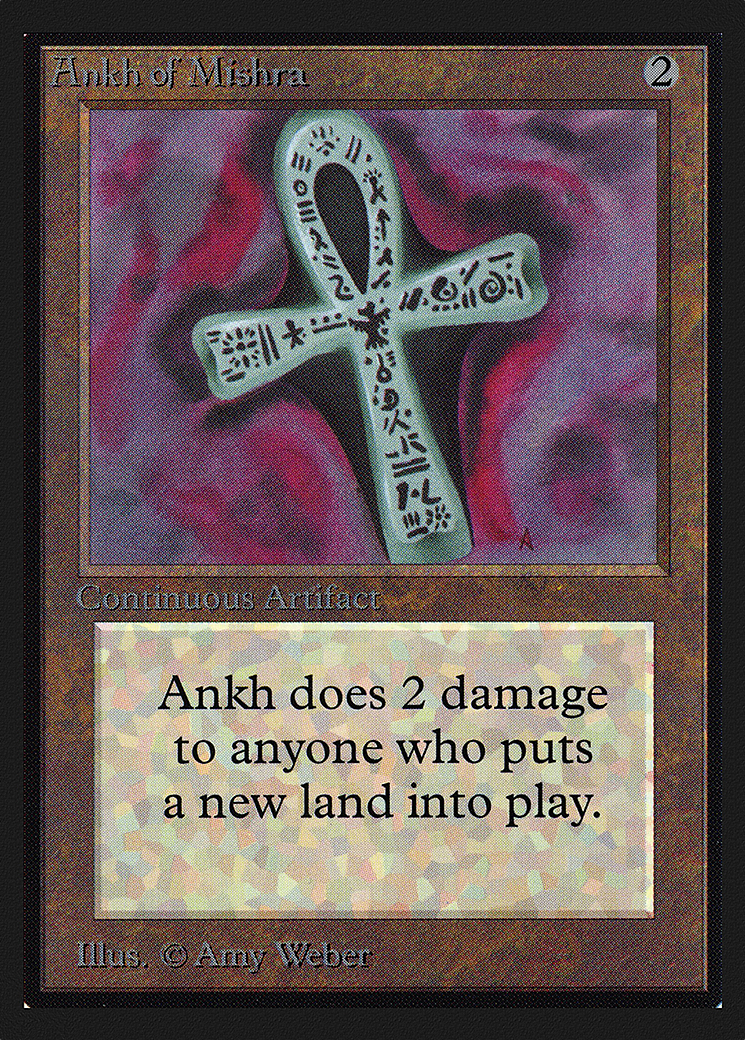 Ankh of Mishra
2
A
Continuous Artifact
Ankh does 2 damage
to anyone who puts
a new land into play.
Illus. © Amy Weber